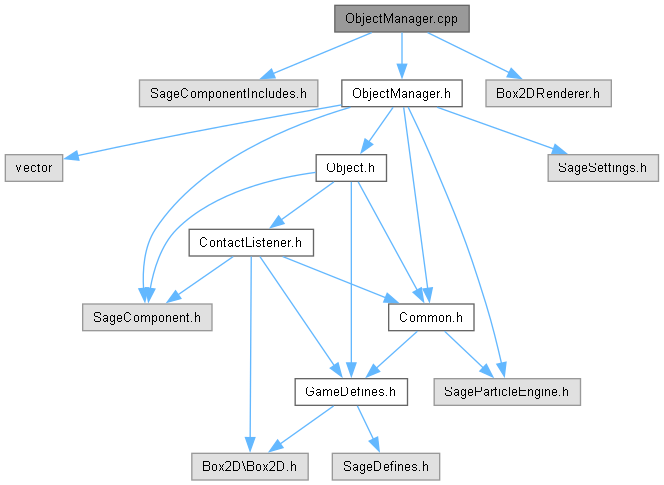 ObjectManager.cpp
SageComponentIncludes.h
ObjectManager.h
Box2DRenderer.h
vector
Object.h
SageSettings.h
ContactListener.h
SageComponent.h
Common.h
GameDefines.h
SageParticleEngine.h
Box2D\Box2D.h
SageDefines.h